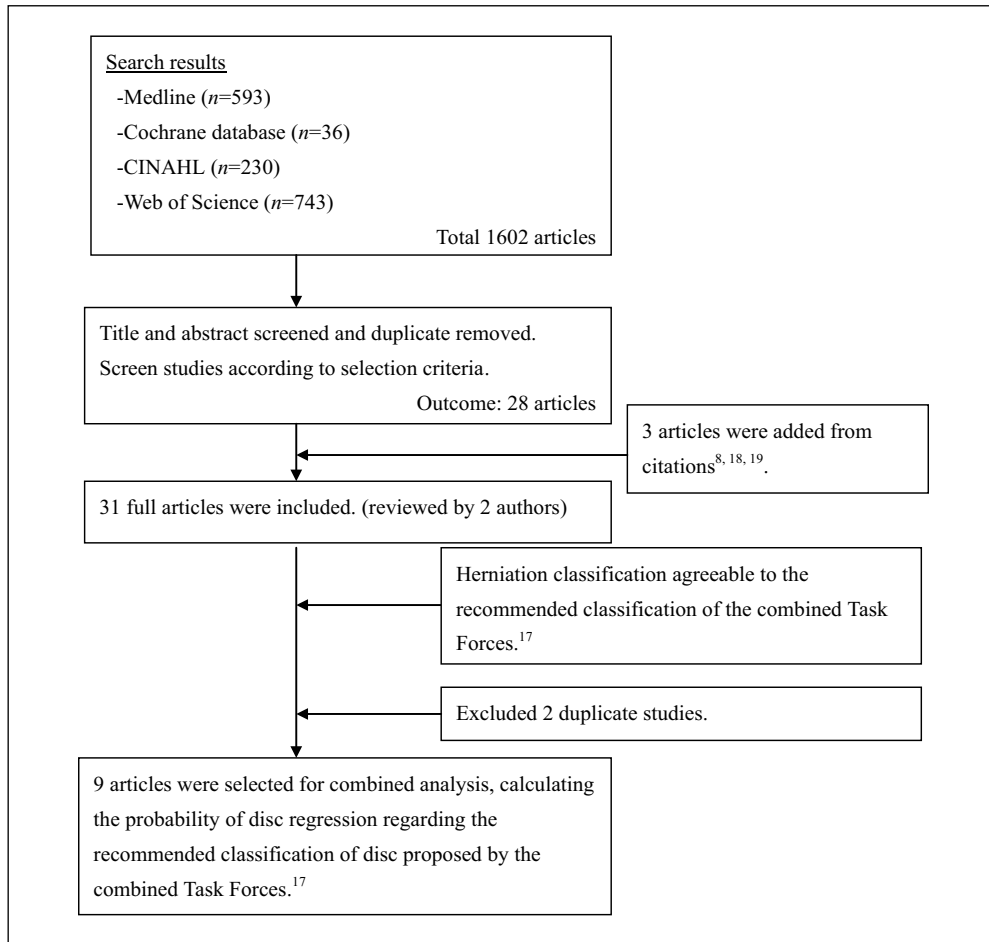 Search results
-Medline (n=593)
-Cochrane database (n=36)
-CINAHL (n=230)
-Web of Science (n=743)
Total 1602 articles
Title and abstract screened and duplicate removed.
Screen studies according to selection criteria.
Outcome: 28 articles
3 articles were added from
citations8, 18, 19.
31 full articles were included. (reviewed by 2 authors)
Herniation classification agreeable to the
recommended classification of the combined Task
Forces.17
Excluded 2 duplicate studies.
9 articles were selected for combined analysis, calculating
the probability of disc regression regarding the
recommended classification of disc proposed by the
combined Task Forces.17